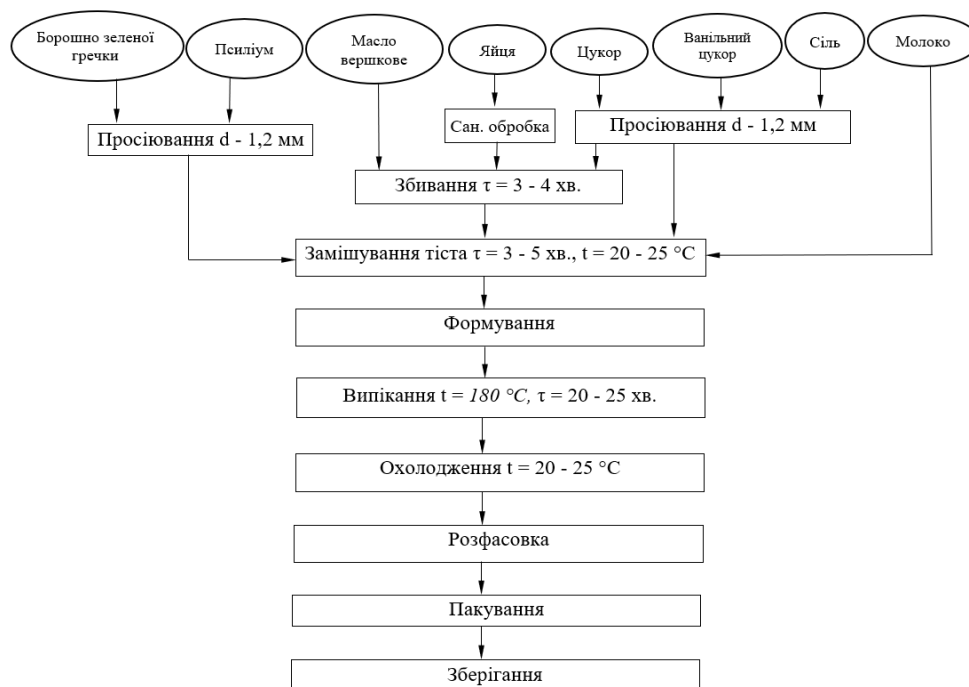 Борошно зеленої
гречки
Псиліум
Масло
вершкове
Яйця
Цукор
Ванільний
цукор
Сіль
Молоко
Просіювання d - 1,2 мм
Сан. обробка
Просіювання d - 1,2 мм
Збивання τ = 3 - 4 хв.
Замішування тіста τ = 3 - 5 хв., t = 20 - 25 °C
Формування
Випікання t = 180 °C, τ = 20 - 25 хв.
Охолодження t = 20 - 25 °C
Розфасовка
Пакування
Зберігання